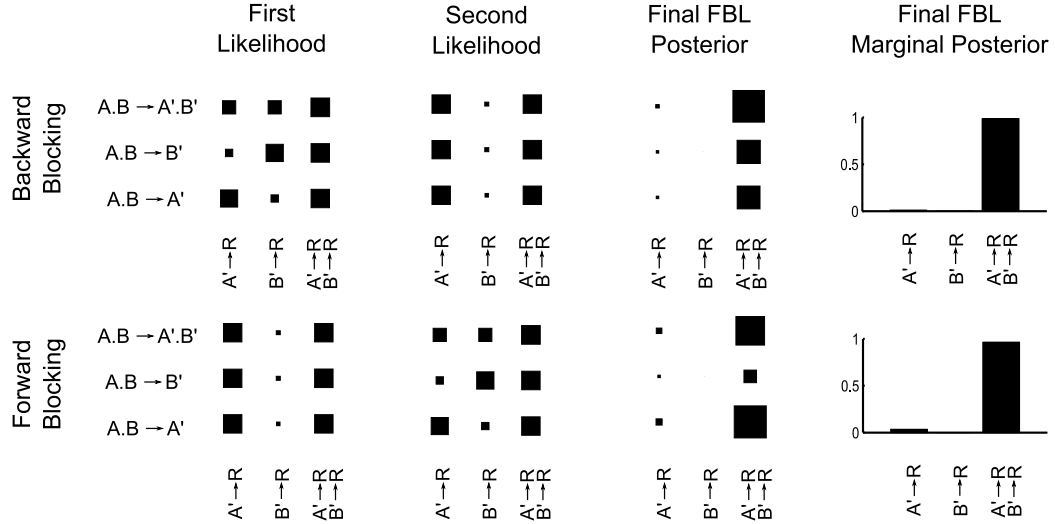 First
Likelihood
Second
Likelihood
Final FBL
Posterior
Final FBL
Marginal Posterior
Backward
Blocking
A.B → A'.B'
A.B → B'
A.B → A'
1
0.5
0
A'→R
B'→R
A'→R
B'→R
A'→R
B'→R
A'→R
B'→R
A'→R
B'→R
A'→R
B'→R
A'→R
B'→R
A'→R
B'→R
Forward
Blocking
A.B → A'.B'
A.B → B'
A.B → A'
1
0.5
0
A'→R
B'→R
A'→R
B'→R
A'→R
B'→R
A'→R
B'→R
A'→R
B'→R
A'→R
B'→R
A'→R
B'→R
A'→R
B'→R